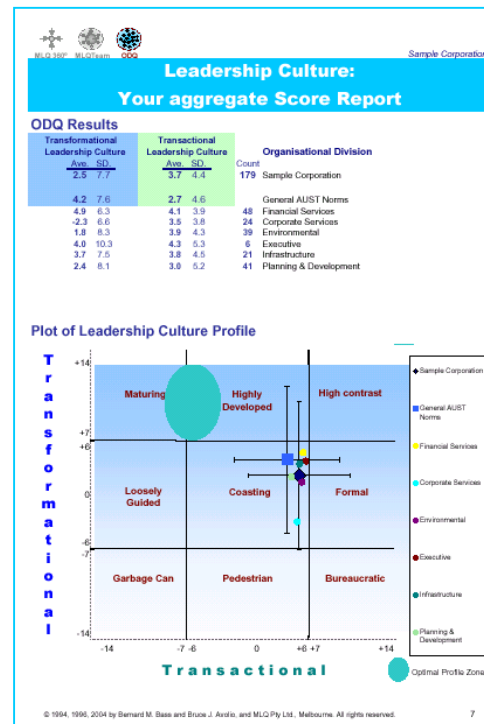 MLQ 360° MLQTeam ODQ
Sample Corporation
Leadership Culture:
Your aggregate Score Report
ODQ Results
Transformational Transactional
Leadership Culture Leadership Culture Organisational Division
Ave. SD. Ave. SD. Count
2.5 7.7 3.7 4.4 179 Sample Corporation
4.2 7.6 2.7 4.6 General AUST Norms
4.9 6.3 4.1 3.9 48 Financial Services
-2.3 6.6 3.5 3.8 24 Corporate Services
1.8 8.3 3.9 4.3 39 Environmental
4.0 10.3 4.3 5.3 6 Executive
3.7 7.5 3.8 4.5 21 Infrastructure
2.4 8.1 3.0 5.2 41 Planning & Development
Plot of Leadership Culture Profile
Transformational
+14
+7
+6
0
-6
-7
-14
Maturing Highly Developed High contrast
Loosely Guided Coasting Formal
Garbage Can Pedestrian Bureaucratic
-14 -7 -6 0 +6 +7 +14
Transactional
Sample Corporation
General AUST
Norms
Financial Services
Corporate Services
Environmental
Executive
Infrastructure
Planning &
Development
Optimal Profile Zone
© 1994, 1996, 2004 by Bernard M. Bass and Bruce J. Avolio, and MLQ Pty Ltd., Melbourne. All rights reserved. 7